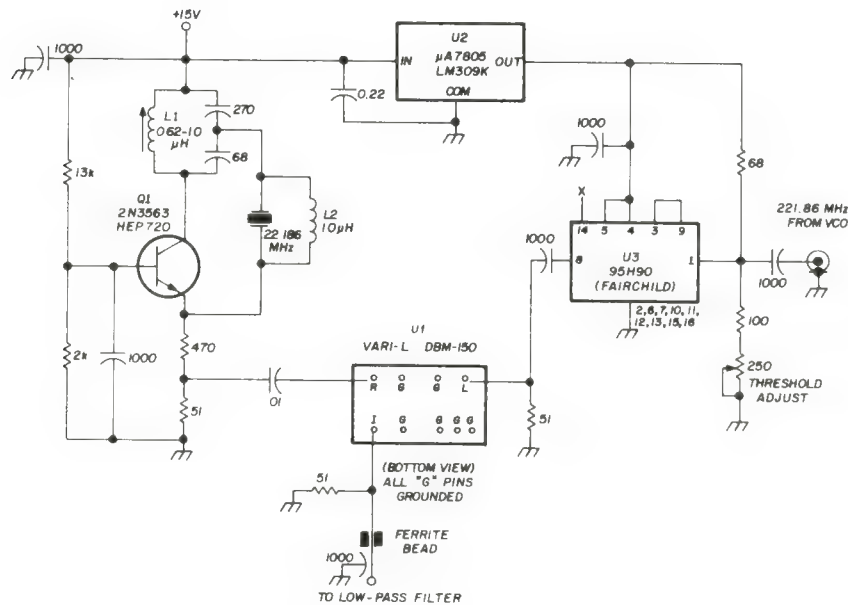 +15V
1000
U2
µA7805
LM309K
IN
OUT
COM
0.22
270
L1
0.62-1.0
µH
68
13k
Q1
2N3563
HEP720
22.186
MHz
L2
10µH
1000
68
X
14
5
4
3
9
1000
8
U3
95H90
(FAIRCHILD)
1
2,6,7,10,11,
12,13,15,16
221.86 MHz
FROM VCO
1000
2k
1000
470
51
.01
U1
VARI-L DBM-150
R
G
G
L
I
G
G
G
G
(BOTTOM VIEW)
ALL "G" PINS
GROUNDED
51
51
100
250
THRESHOLD
ADJUST
FERRITE
BEAD
1000
TO LOW-PASS FILTER